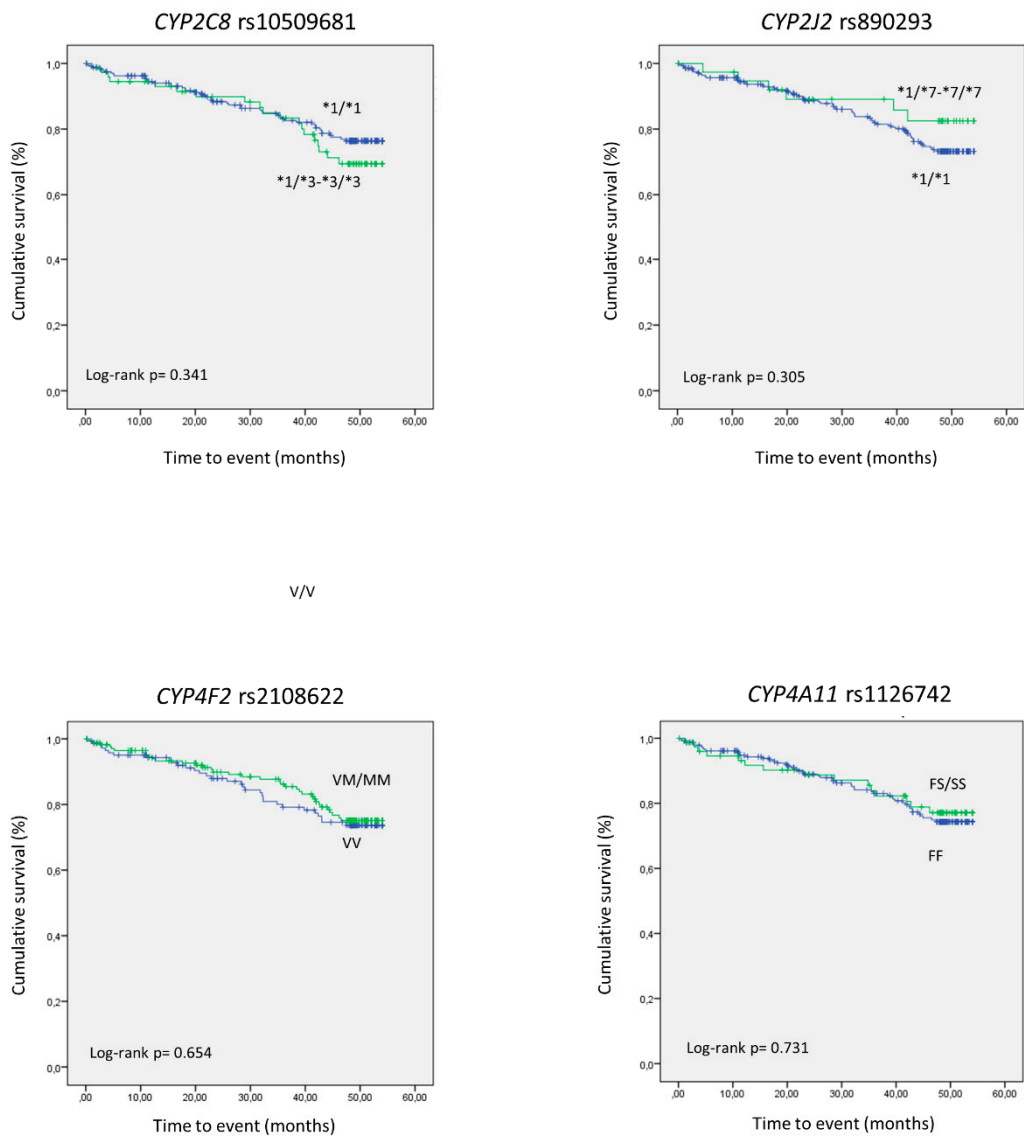 CYP2C8 rs10509681
1,0
0,8
0,6
0,4
0,2
0,0
Cumulative survival (%)
*1/*1
*1/*3-*3/*3
Log-rank p= 0.341
,00 10,00 20,00 30,00 40,00 50,00 60,00
Time to event (months)
CYP2J2 rs890293
1,0
0,8
0,6
0,4
0,2
0,0
Cumulative survival (%)
*1/*7-*7/*7
*1/*1
Log-rank p= 0.305
,00 10,00 20,00 30,00 40,00 50,00 60,00
Time to event (months)
V/V
CYP4F2 rs2108622
1,0
0,8
0,6
0,4
0,2
0,0
Cumulative survival (%)
VM/MM
VV
Log-rank p= 0.654
,00 10,00 20,00 30,00 40,00 50,00 60,00
Time to event (months)
CYP4A11 rs1126742
1,0
0,8
0,6
0,4
0,2
0,0
Cumulative survival (%)
FS/SS
FF
Log-rank p= 0.731
,00 10,00 20,00 30,00 40,00 50,00 60,00
Time to event (months)